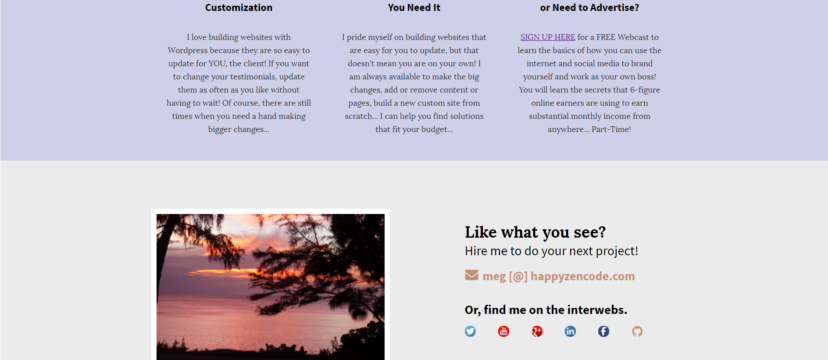 Customization
I love building websites with
Wordpress because they are so easy to
update for YOU, the client! If you want
to change your testimonials, update
them as often as you like without
having to wait! Of course, there are still
times when you need a hand making
bigger changes...
You Need It
I pride myself on building websites that
are easy for you to update, but that
doesn't mean you are on your own! I
am always available to make the big
changes, add or remove content or
pages, build a new custom site from
scratch... I can help you find solutions
that fit your budget...
or Need to Advertise?
SIGN UP HERE for a FREE Webcast to
learn the basics of how you can use the
internet and social media to brand
yourself and work as your own boss!
You will learn the secrets that 6-figure
online earners are using to earn
substantial monthly income from
anywhere... Part-Time!
Like what you see?
Hire me to do your next project!
meg [@] happyzencode.com
Or, find me on the interwebs.